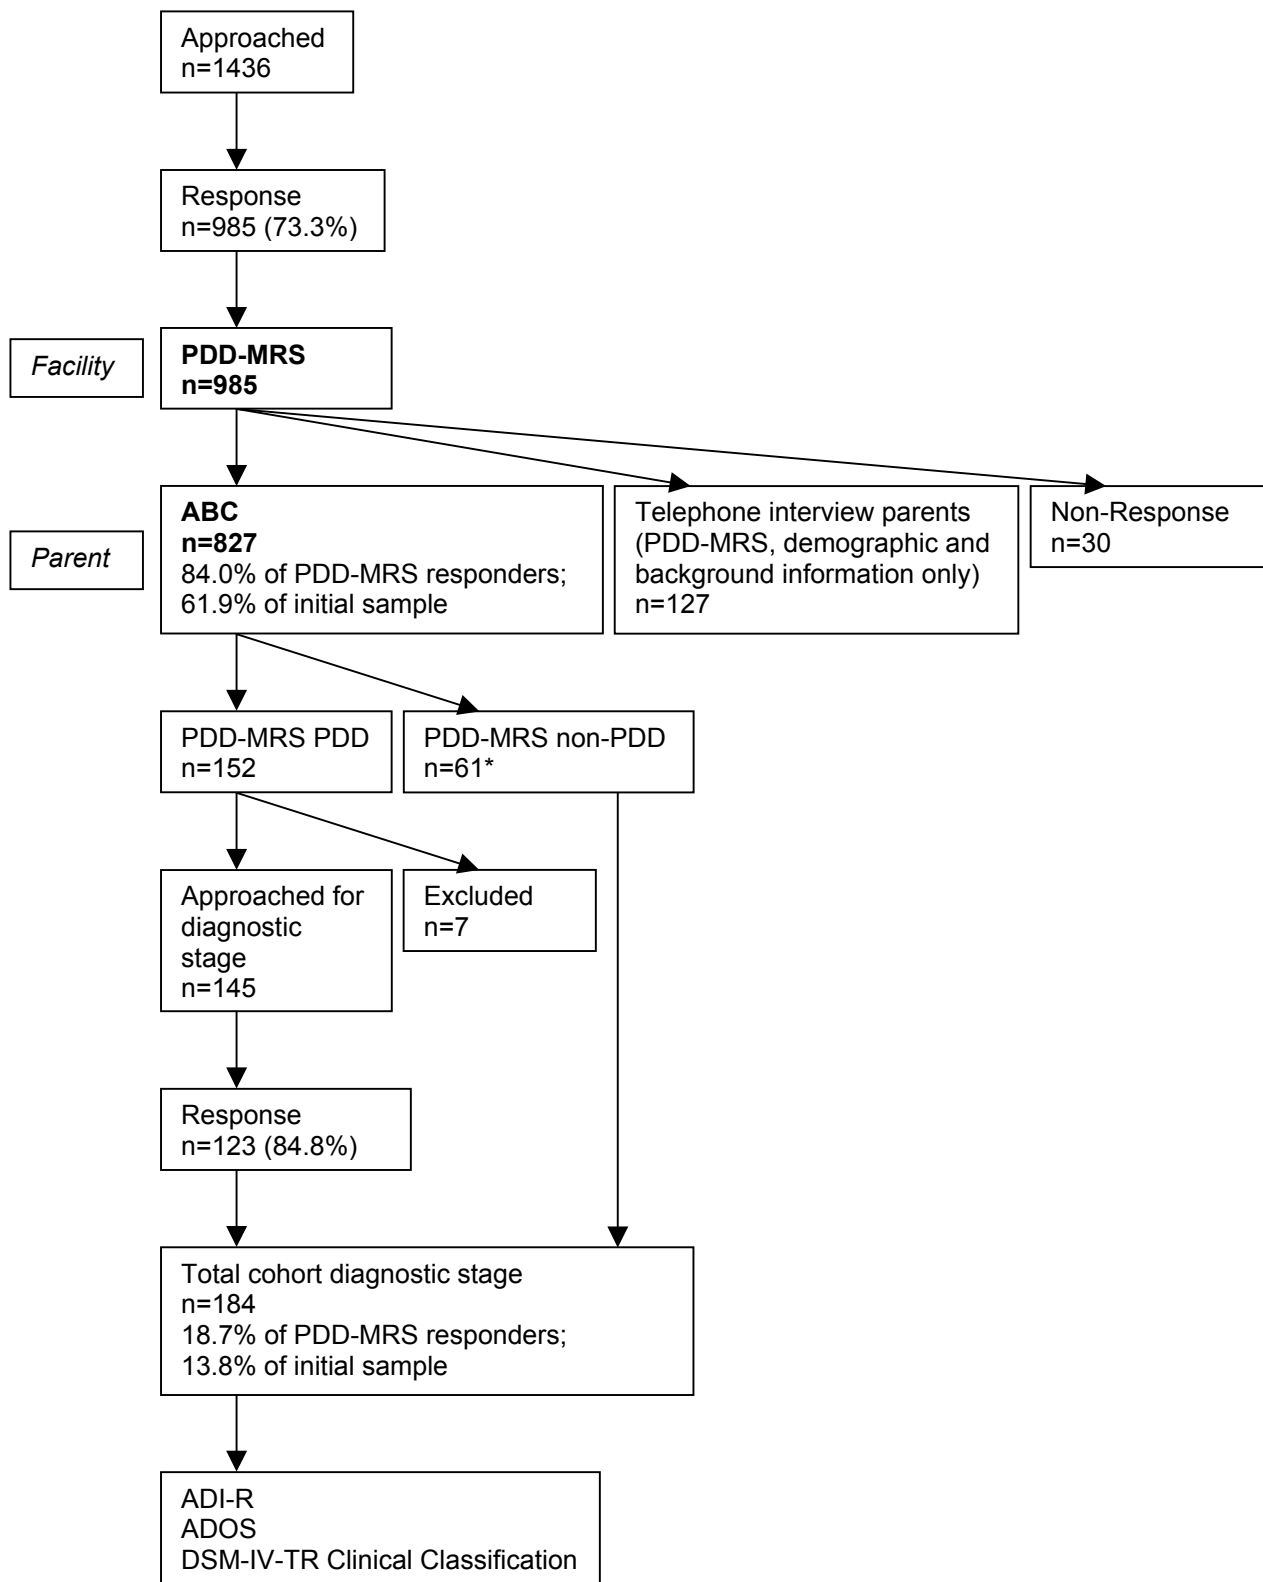 Approached
n=1436
Response
n=985 (73.3%)
Facility
PDD-MRS
n=985
Parent
ABC
n=827
84.0% of PDD-MRS responders;
61.9% of initial sample
Telephone interview parents
(PDD-MRS, demographic and
background information only)
n=127
Non-Response
n=30
PDD-MRS PDD
n=152
PDD-MRS non-PDD
n=61*
Approached for
diagnostic
stage
n=145
Excluded
n=7
Response
n=123 (84.8%)
Total cohort diagnostic stage
n=184
18.7% of PDD-MRS responders;
13.8% of initial sample
ADI-R
ADOS
DSM-IV-TR Clinical Classification